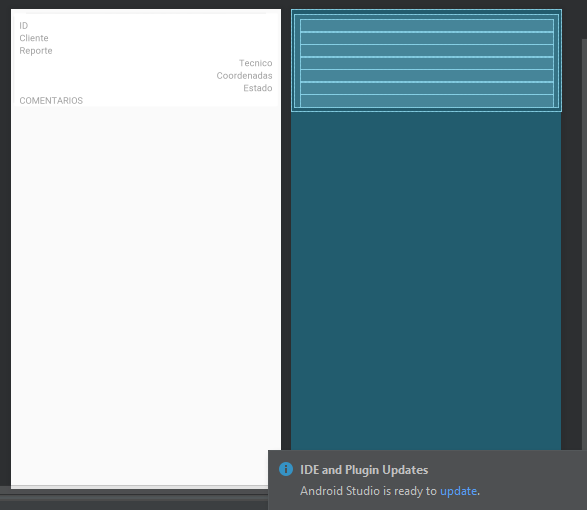 ID
Cliente
Reporte
Tecnico
Coordenadas
Estado
COMENTARIOS
IDE and Plugin Updates
Android Studio is ready to update.